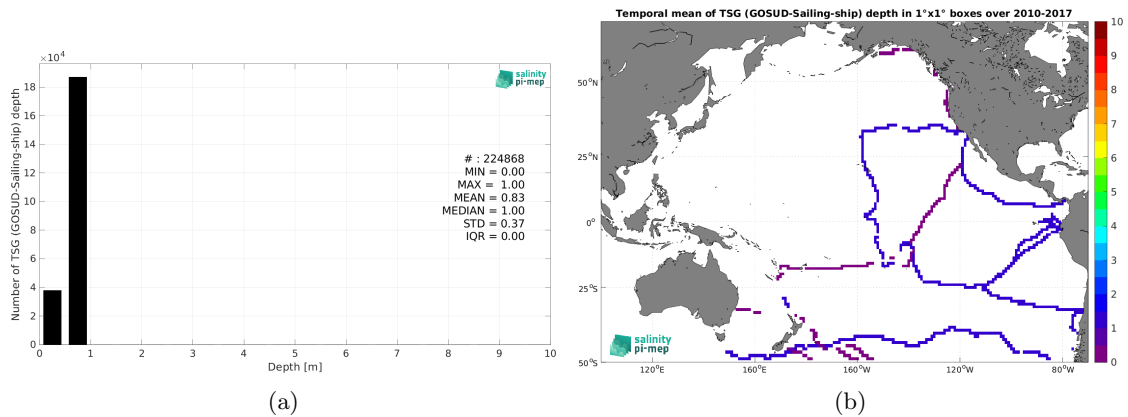 ×10⁴
18
16
14
12
10
8
6
4
2
0
Number of TSG (GOSUD-Sailing-ship) depth
salinity
pi-mep
# : 224868
MIN = 0.00
MAX = 1.00
MEAN = 0.83
MEDIAN = 1.00
STD = 0.37
IQR = 0.00
0 1 2 3 4 5 6 7 8 9 10
Depth [m]
(a)
Temporal mean of TSG (GOSUD-Sailing-ship) depth in 1°x1° boxes over 2010-2017
50°N
25°N
0°
25°S
50°S
salinity
pi-mep
120°E 160°E 160°W 120°W 80°W
10
9
8
7
6
5
4
3
2
1
0
(b)